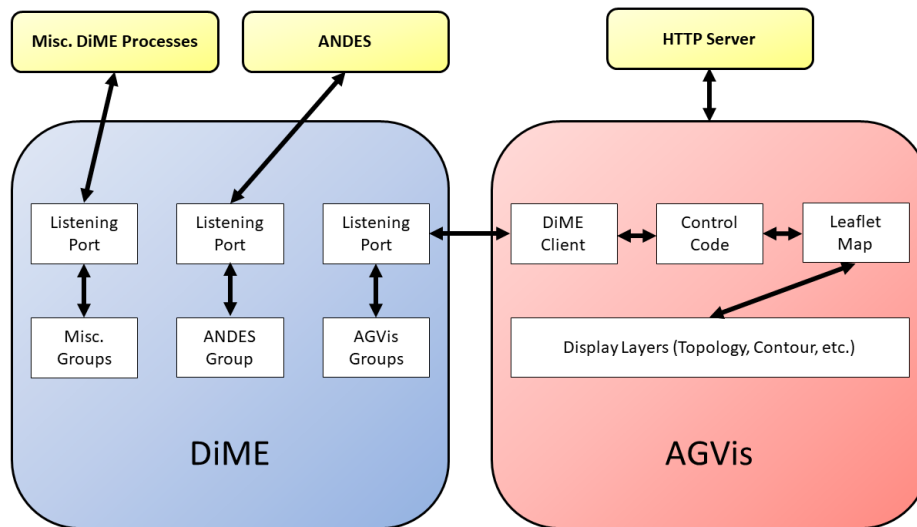 Misc. DiME Processes
ANDES
HTTP Server
Listening
Port
Listening
Port
Listening
Port
Misc.
Groups
ANDES
Group
AGVis
Groups
DiME
DiME
Client
Control
Code
Leaflet
Map
Display Layers (Topology, Contour, etc.)
AGVis